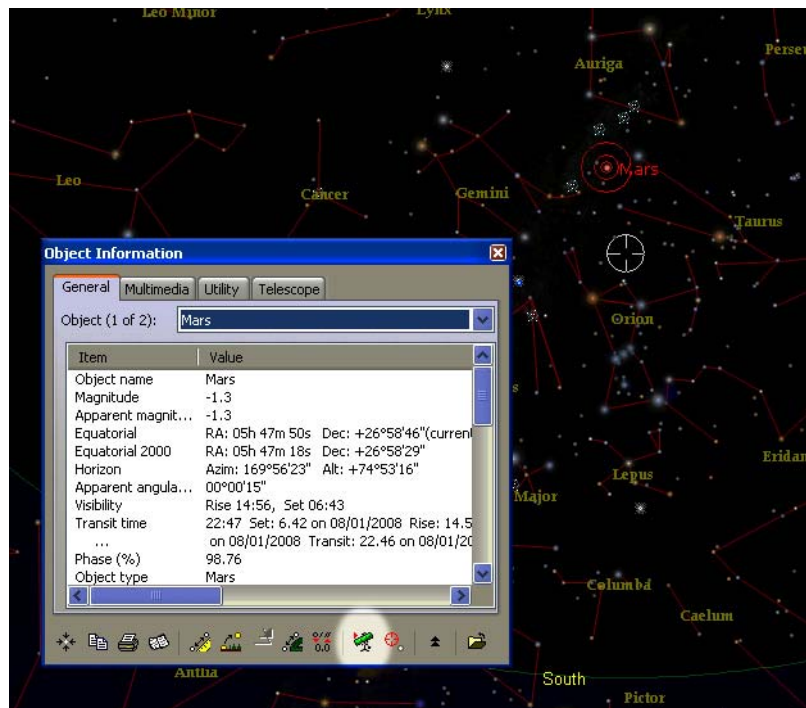 Leo Minor
Lynx
Auriga
Perse
Mars
Leo
Cancer
Gemini
Taurus
Orion
Object Information
General Multimedia Utility Telescope
Object (1 of 2): Mars
Item Value
Object name Mars
Magnitude -1.3
Apparent magnit... -1.3
Equatorial RA: 05h 47m 50s Dec: +26°58'46"(current
Equatorial 2000 RA: 05h 47m 18s Dec: +26°58'29"
Horizon Azim: 169°56'23" Alt: +74°53'16"
Apparent angula... 00°00'15"
Visibility Rise 14:56, Set 06:43
Transit time 22:47 Set: 6.42 on 08/01/2008 Rise: 14.5
... on 08/01/2008 Transit: 22.46 on 08/01/20
Phase (%) 98.76
Object type Mars
0.0
s
Major
Lepus
Eridan
Columba
Caelum
Antlia
South
Pictor